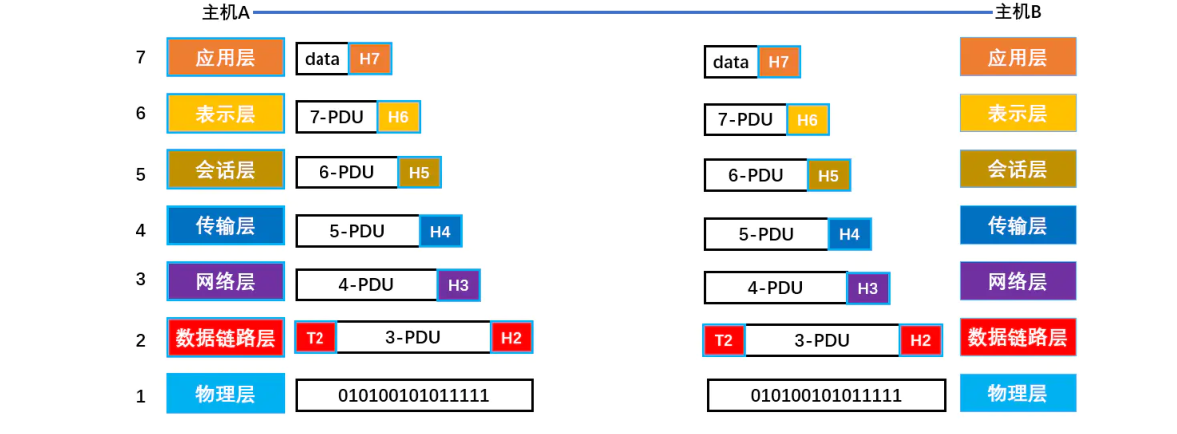 主机A 主机B
7 应用层 data H7 data H7 应用层
6 表示层 7-PDU H6 7-PDU H6 表示层
5 会话层 6-PDU H5 6-PDU H5 会话层
4 传输层 5-PDU H4 5-PDU H4 传输层
3 网络层 4-PDU H3 4-PDU H3 网络层
2 数据链路层 T2 3-PDU H2 T2 3-PDU H2 数据链路层
1 物理层 010100101011111 010100101011111 物理层